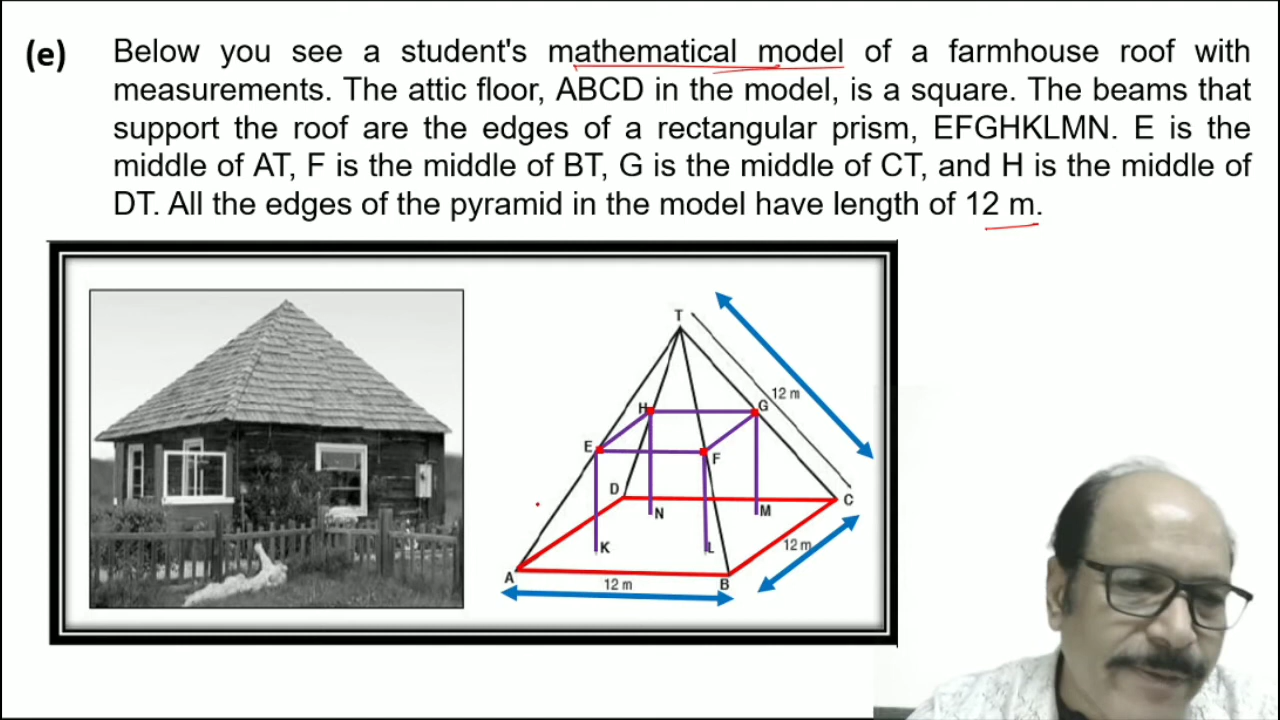 (e) Below you see a student's mathematical model of a farmhouse roof with
measurements. The attic floor, ABCD in the model, is a square. The beams that
support the roof are the edges of a rectangular prism, EFGHKLMN. E is the
middle of AT, F is the middle of BT, G is the middle of CT, and H is the middle of
DT. All the edges of the pyramid in the model have length of 12 m.
T
12 m
H
G
E
F
D
C
N
M
K
L
12 m
A
12 m
B